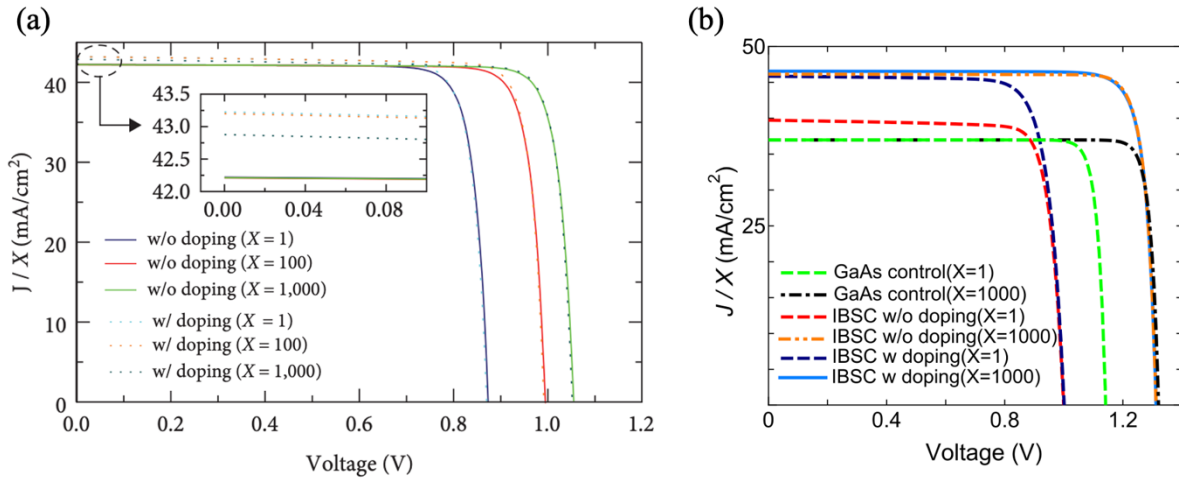 (a)
J / X (mA/cm²)
40
30
20
10
0
43.5
43.0
42.5
42.0
0.00 0.04 0.08
w/o doping (X = 1)
w/o doping (X = 100)
w/o doping (X = 1,000)
w/ doping (X = 1)
w/ doping (X = 100)
w/ doping (X = 1,000)
0.0 0.2 0.4 0.6 0.8 1.0 1.2
Voltage (V)
(b)
J / X (mA/cm²)
50
25
GaAs control(X=1)
GaAs control(X=1000)
IBSC w/o doping(X=1)
IBSC w/o doping(X=1000)
IBSC w doping(X=1)
IBSC w doping(X=1000)
0 0.4 0.8 1.2
Voltage (V)